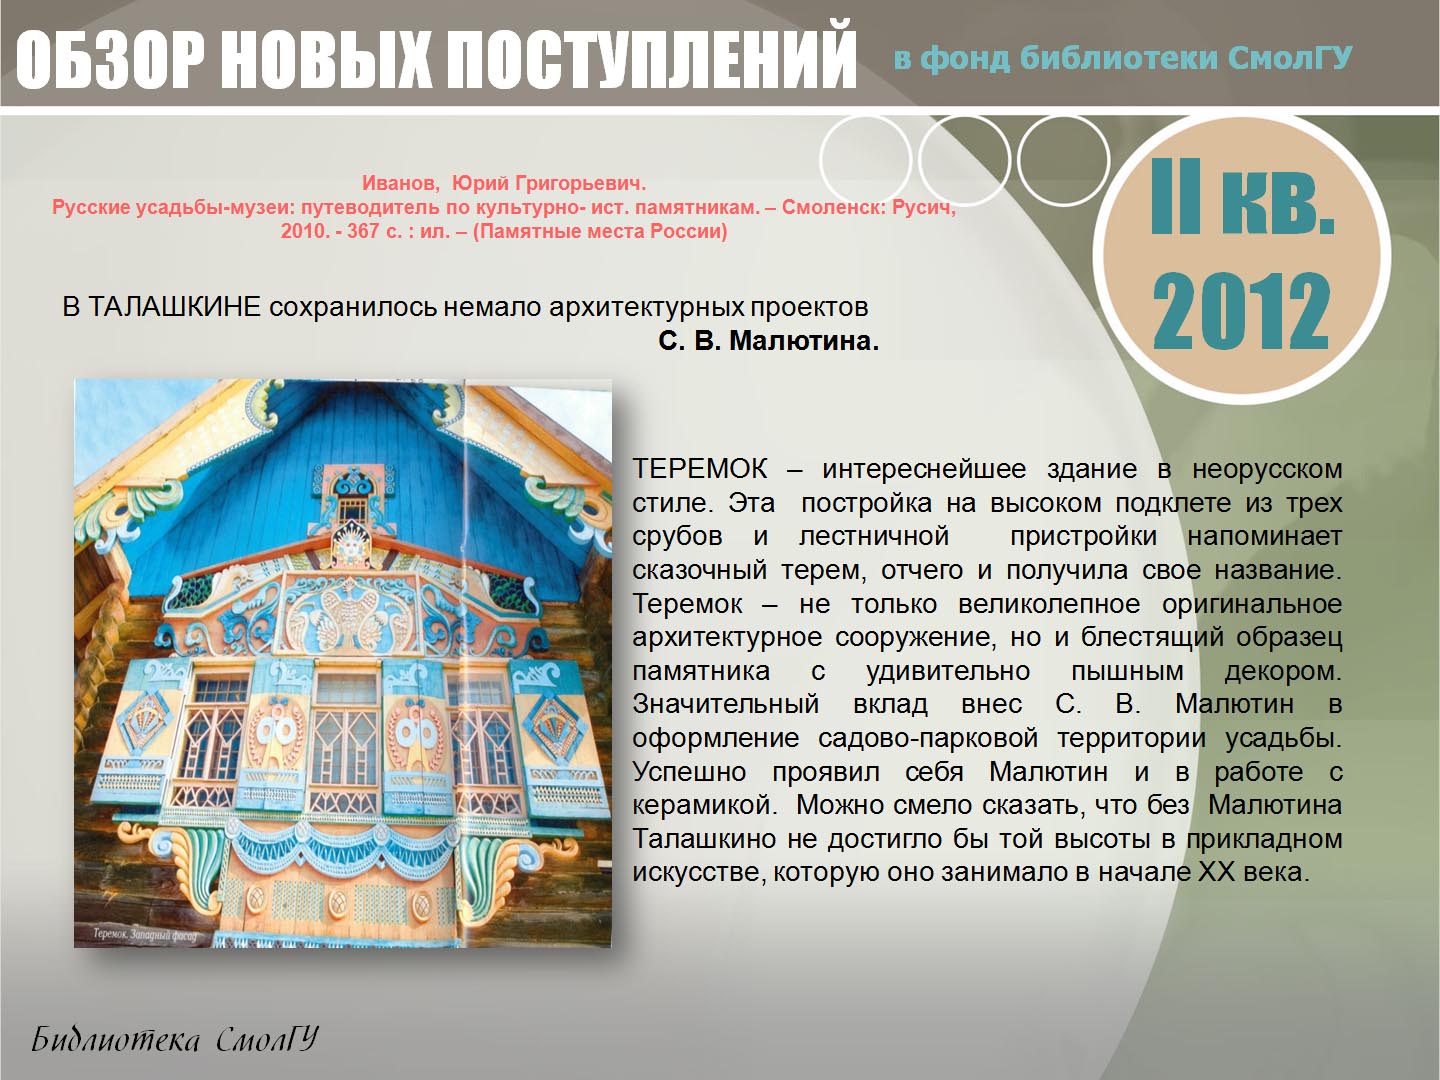 ОБЗОР НОВЫХ ПОСТУПЛЕНИЙ
в фонд библиотеки СмолГУ
II кв.
2012
Иванов, Юрий Григорьевич.
Русские усадьбы-музеи: путеводитель по культурно- ист. памятникам. – Смоленск: Русич,
2010. - 367 с. : ил. – (Памятные места России)
В ТАЛАШКИНЕ сохранилось немало архитектурных проектов
С. В. Малютина.
ТЕРЕМОК – интереснейшее здание в неорусском
стиле. Эта постройка на высоком подклете из трех
срубов и лестничной пристройки напоминает
сказочный терем, отчего и получила свое название.
Теремок – не только великолепное оригинальное
архитектурное сооружение, но и блестящий образец
памятника с удивительно пышным декором.
Значительный вклад внес С. В. Малютин в
оформление садово-парковой территории усадьбы.
Успешно проявил себя Малютин и в работе с
керамикой. Можно смело сказать, что без Малютина
Талашкино не достигло бы той высоты в прикладном
искусстве, которую оно занимало в начале XX века.
Теремок. Западный фасад
Библиотека СмолГУ